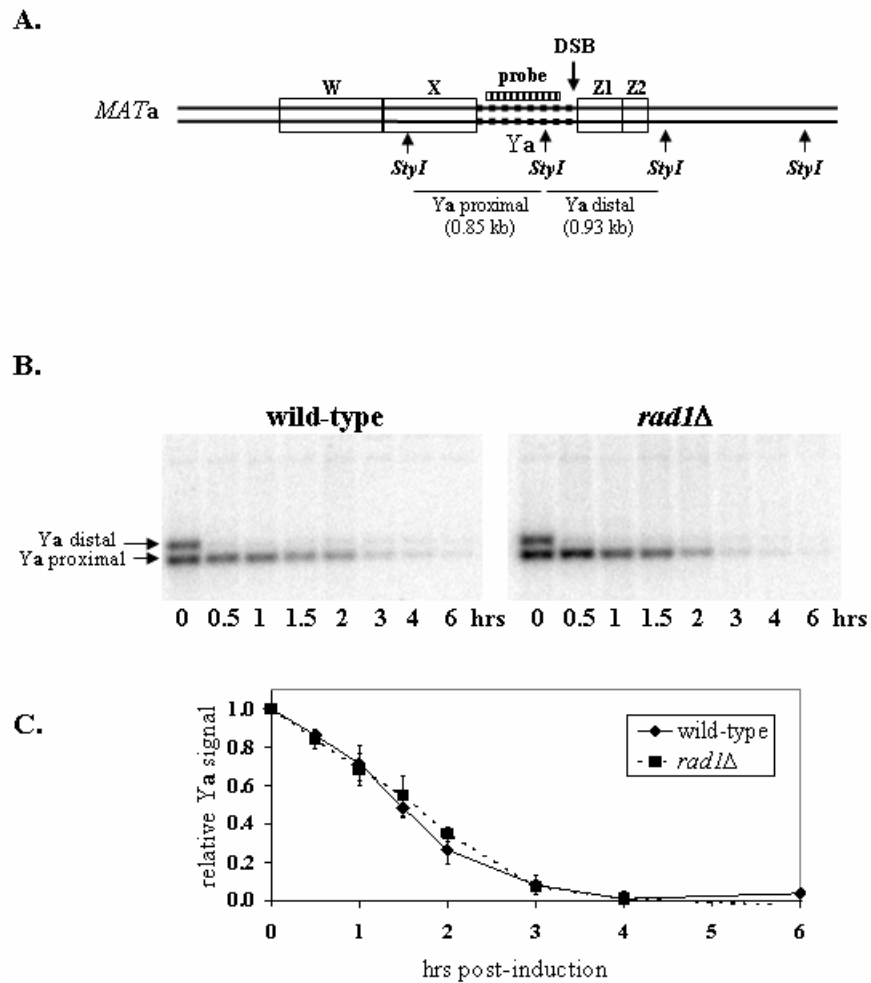 A.
DSB
probe
W
X
Z1
Z2
MATa
Ya
StyI
StyI
StyI
StyI
Ya proximal
(0.85 kb)
Ya distal
(0.93 kb)
B.
wild-type
rad1Δ
Ya distal
Ya proximal
0 0.5 1 1.5 2 3 4 6 hrs
0 0.5 1 1.5 2 3 4 6 hrs
C.
relative Ya signal
1.0
0.8
0.6
0.4
0.2
0.0
wild-type
rad1Δ
0 1 2 3 4 5 6
hrs post-induction